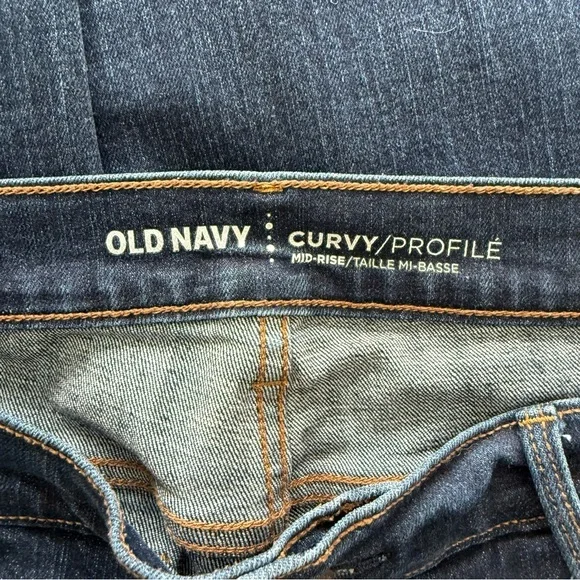 OLD NAVY
CURVY/PROFILÉ
MID-RISE/TAILLE MI-BASSE